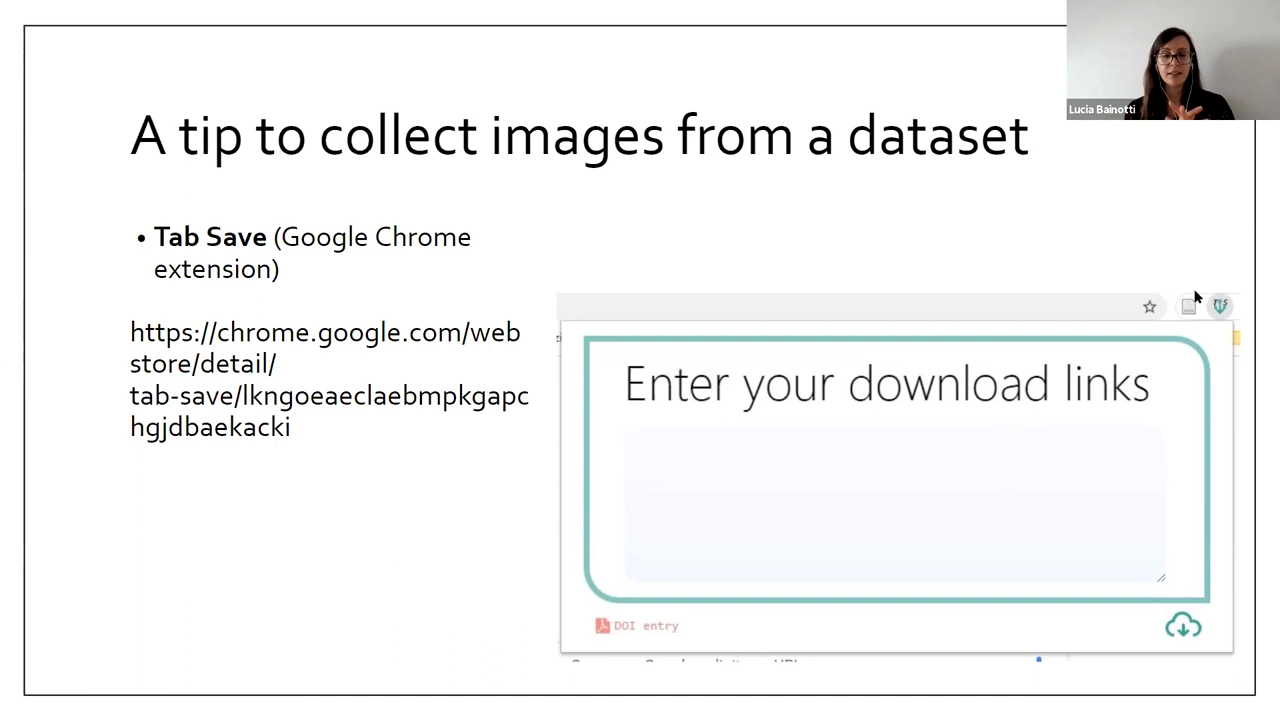 Lucia Bainotti
A tip to collect images from a dataset
• Tab Save (Google Chrome
extension)
https://chrome.google.com/web
store/detail/
tab-save/lkngoeaeclaebmpkgapc
hgjdbaekacki
Enter your download links
DOI entry